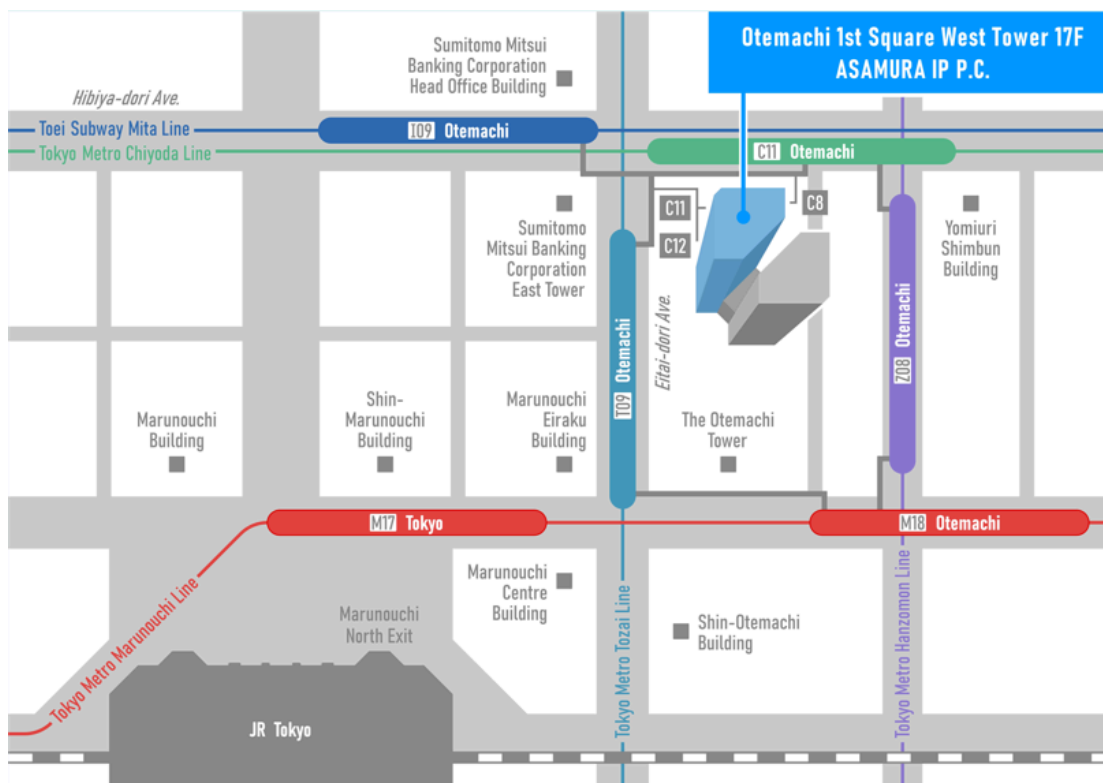 Otemachi 1st Square West Tower 17F
ASAMURA IP P.C.
Sumitomo Mitsui
Banking Corporation
Head Office Building
Hibiya-dori Ave.
Toei Subway Mita Line
I09 Otemachi
Tokyo Metro Chiyoda Line
C11 Otemachi
C11
C8
C12
Sumitomo
Mitsui Banking
Corporation
East Tower
Yomiuri
Shimbun
Building
Eitai-dori Ave.
T09 Otemachi
Z08 Otemachi
Marunouchi
Building
Shin-
Marunouchi
Building
Marunouchi
Eiraku
Building
The Otemachi
Tower
M17 Tokyo
M18 Otemachi
Tokyo Metro Marunouchi Line
Marunouchi
North Exit
Marunouchi
Centre
Building
Tokyo Metro Tozai Line
Shin-Otemachi
Building
Tokyo Metro Hanzomon Line
JR Tokyo